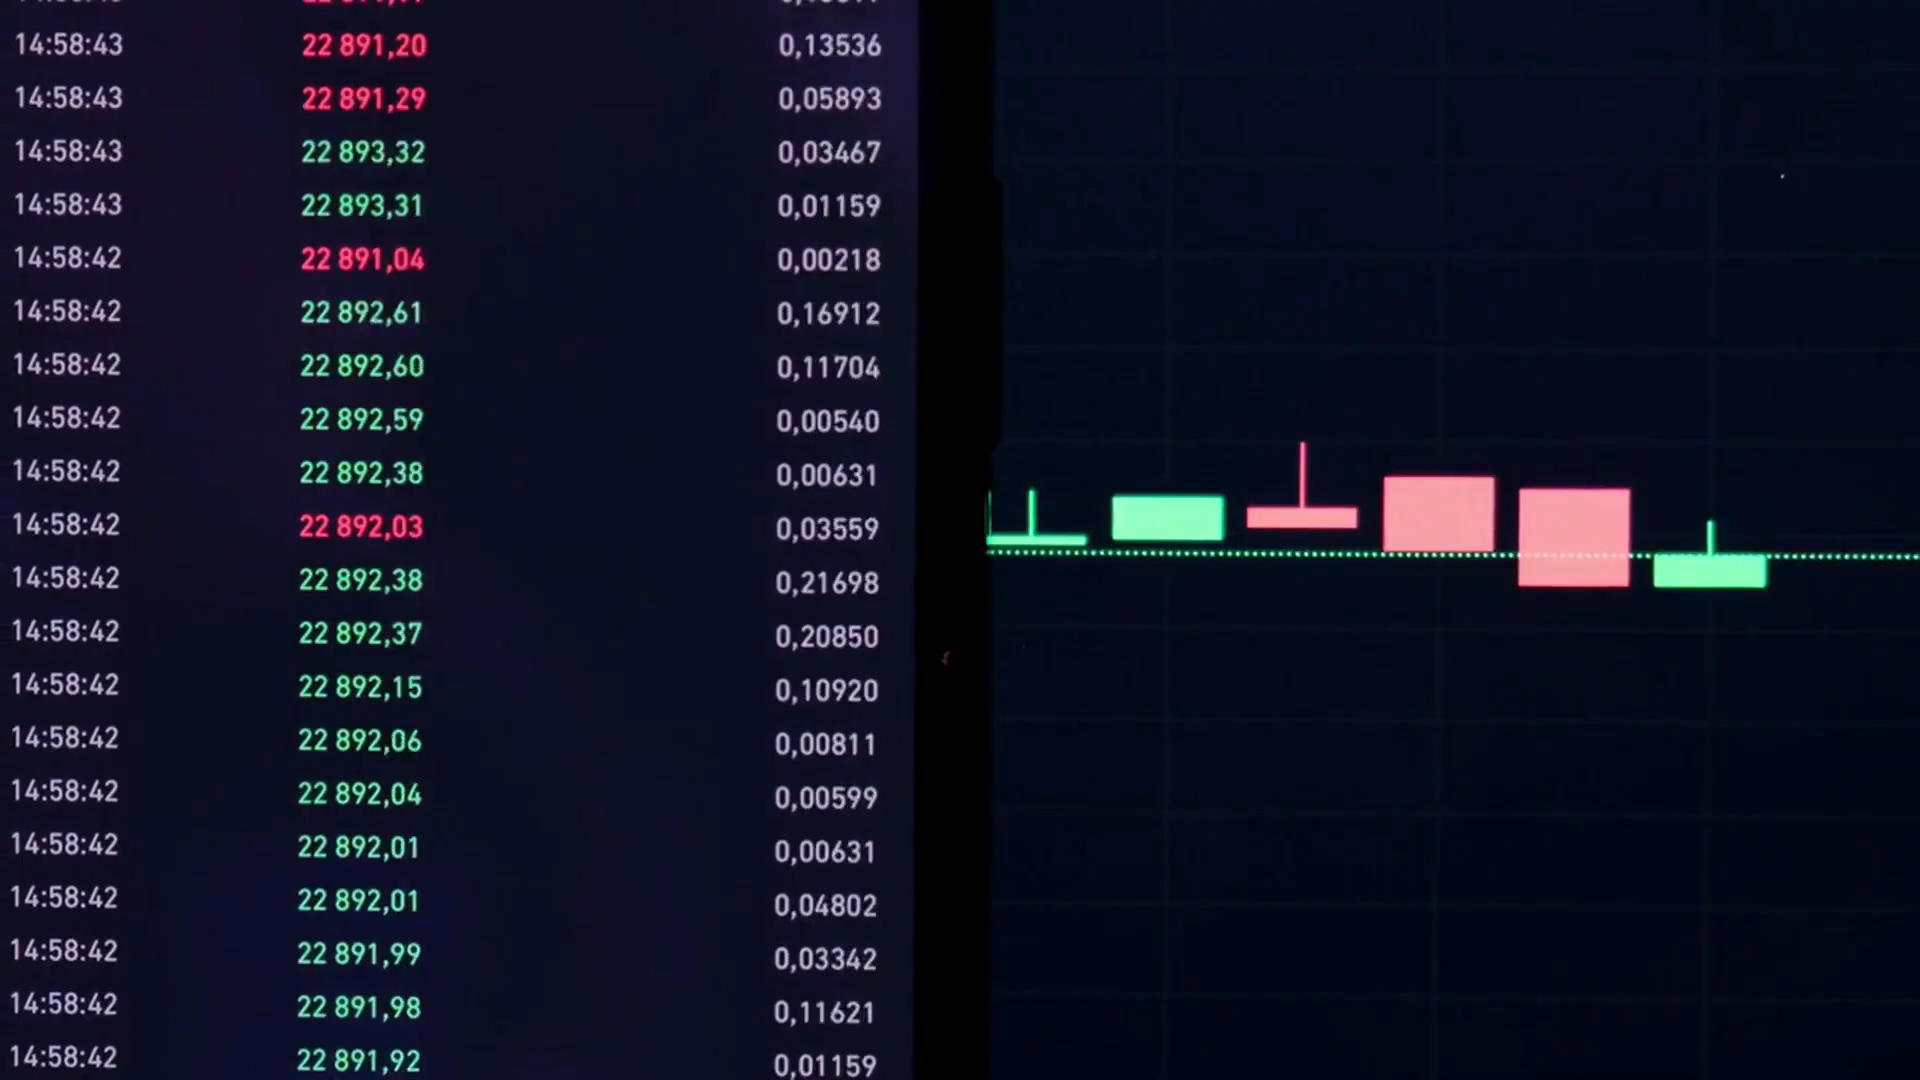 14:58:43 22 891,20 0,13536
14:58:43 22 891,29 0,05893
14:58:43 22 893,32 0,03467
14:58:43 22 893,31 0,01159
14:58:42 22 891,04 0,00218
14:58:42 22 892,61 0,16912
14:58:42 22 892,60 0,11704
14:58:42 22 892,59 0,00540
14:58:42 22 892,38 0,00631
14:58:42 22 892,03 0,03559
14:58:42 22 892,38 0,21698
14:58:42 22 892,37 0,20850
14:58:42 22 892,15 0,10920
14:58:42 22 892,06 0,00811
14:58:42 22 892,04 0,00599
14:58:42 22 892,01 0,00631
14:58:42 22 892,01 0,04802
14:58:42 22 891,99 0,03342
14:58:42 22 891,98 0,11621
14:58:42 22 891,92 0,01159